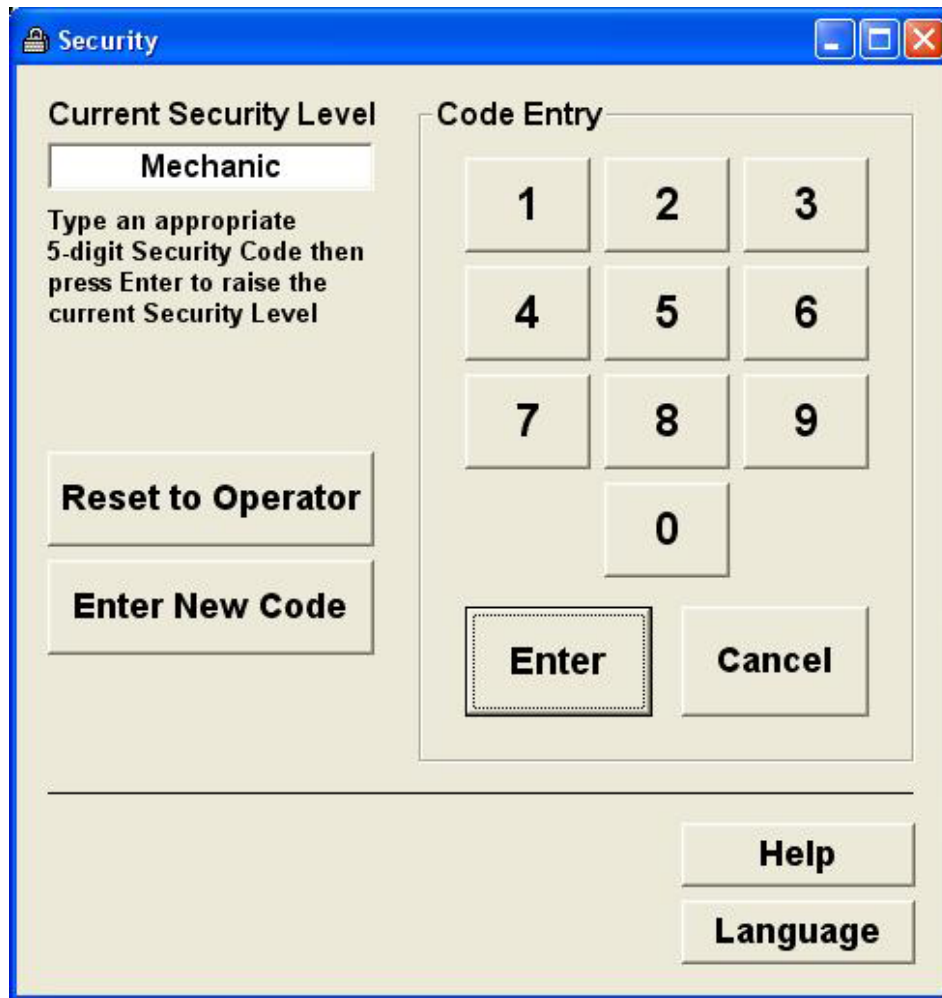 Security
Current Security Level
Mechanic
Type an appropriate
5-digit Security Code then
press Enter to raise the
current Security Level
Reset to Operator
Enter New Code
Code Entry
1 2 3
4 5 6
7 8 9
0
Enter Cancel
Help
Language